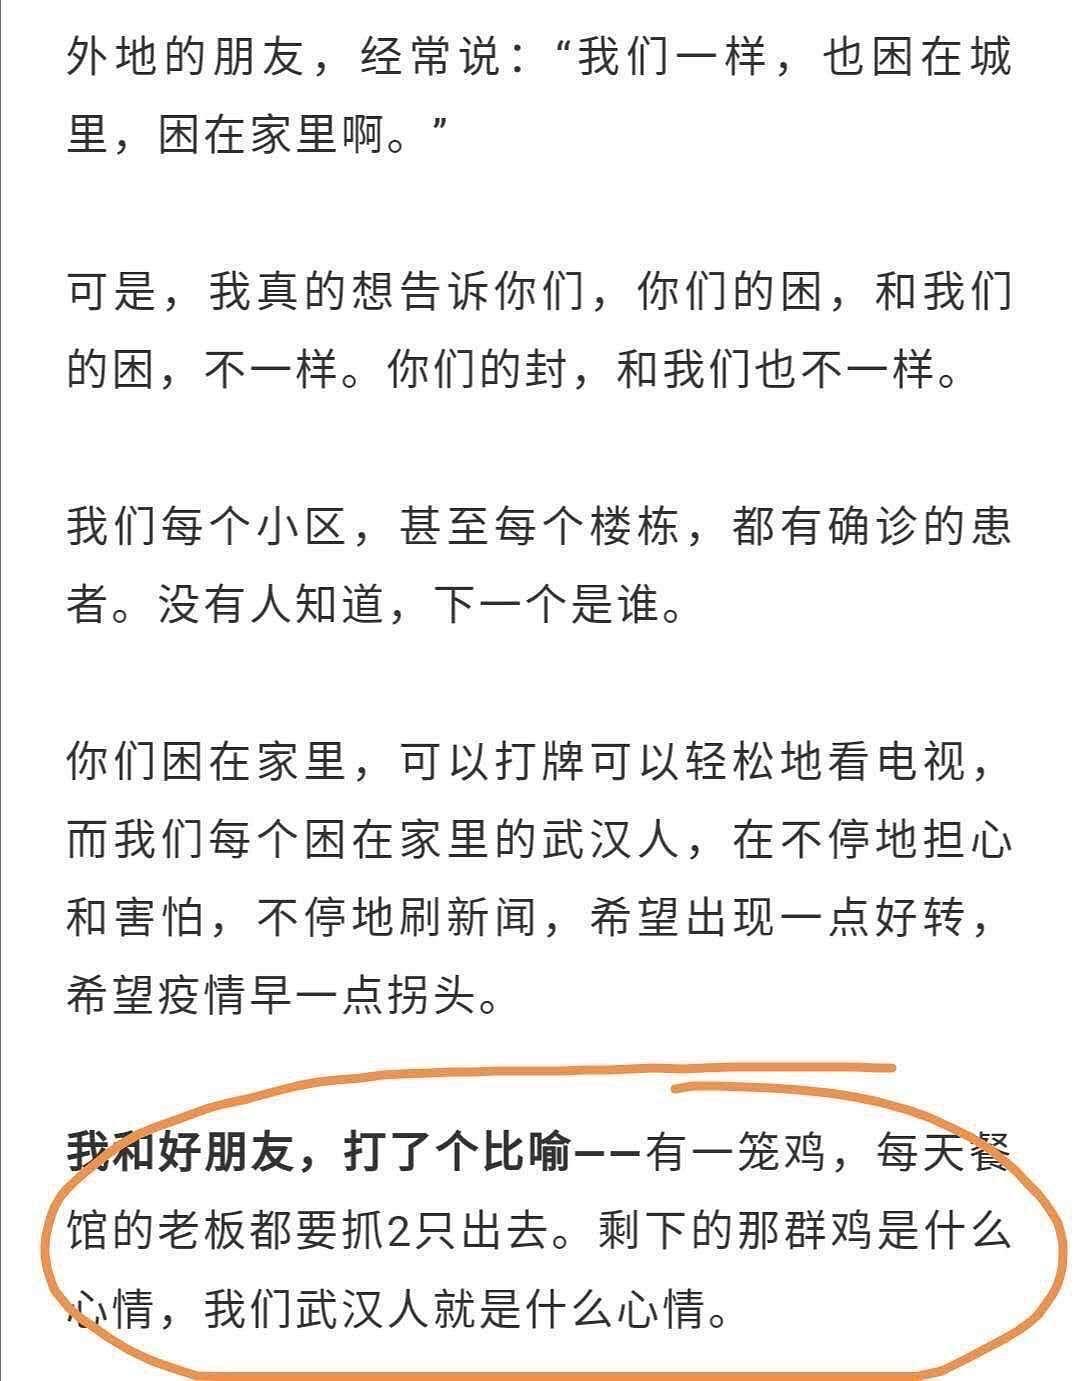 外地的朋友，经常说：“我们一样，也困在城
里，困在家里啊。”
可是，我真的想告诉你们，你们的困，和我们
的困，不一样。你们的封，和我们也不一样。
我们每个小区，甚至每个楼栋，都有确诊的患
者。没有人知道，下一个是谁。
你们困在家里，可以打牌可以轻松地看电视，
而我们每个困在家里的武汉人，在不停地担心
和害怕，不停地刷新闻，希望出现一点好转，
希望疫情早一点拐头。
我和好朋友，打了个比喻——有一笼鸡，每天餐
馆的老板都要抓2只出去。剩下的那群鸡是什么
心情，我们武汉人就是什么心情。